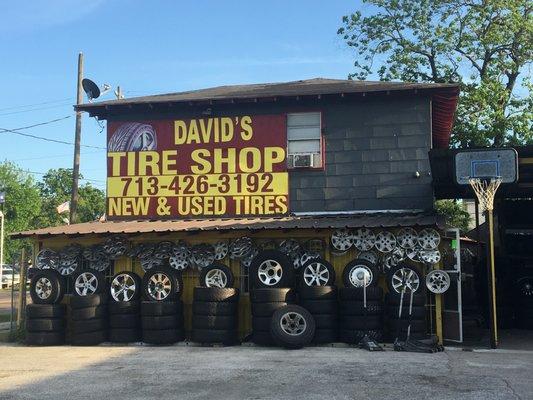 DAVID'S
TIRE SHOP
713-426-3192
NEW & USED TIRES